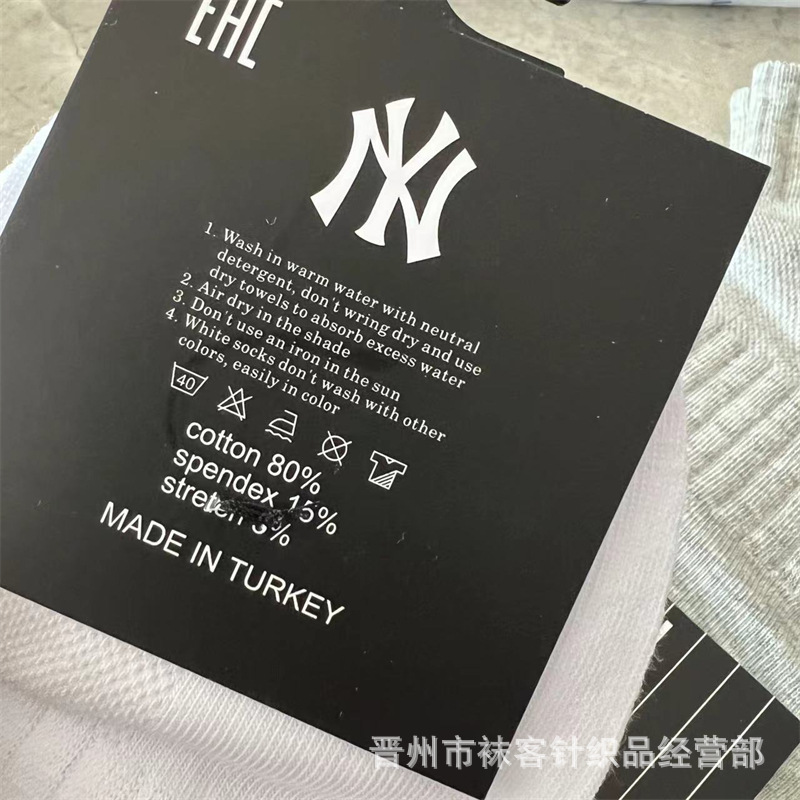 EAC
NY
1. Wash in warm water with neutral
detergent, don't wring dry and use
dry towels to absorb excess water
2. Air dry in the shade
3. Don't use an iron in the sun
4. White socks don't wash with other
colors, easily in color
40
cotton 80%
spendex 15%
stretch 5%
MADE IN TURKEY
晋州市袜客针织品经营部